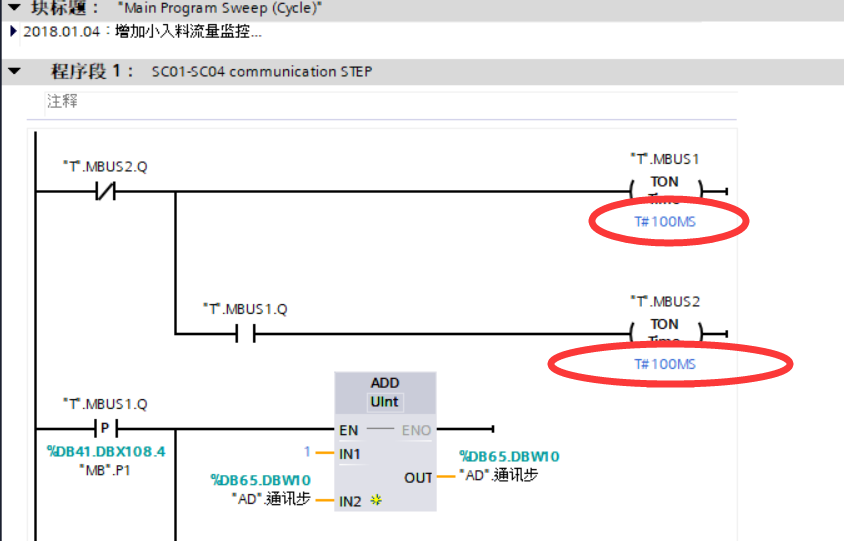 块标题： "Main Program Sweep (Cycle)"
2018.01.04：增加小入料流量监控...
程序段 1： SC01-SC04 communication STEP
注释
"T".MBUS2.Q
"T".MBUS1
TON
Time
T#100MS
"T".MBUS1.Q
"T".MBUS2
TON
Time
T#100MS
ADD
UInt
"T".MBUS1.Q
P
EN ENO
%DB41.DBX108.4
"MB".P1
1 IN1
%DB65.DBW10
"AD".通讯步 IN2
OUT
%DB65.DBW10
"AD".通讯步